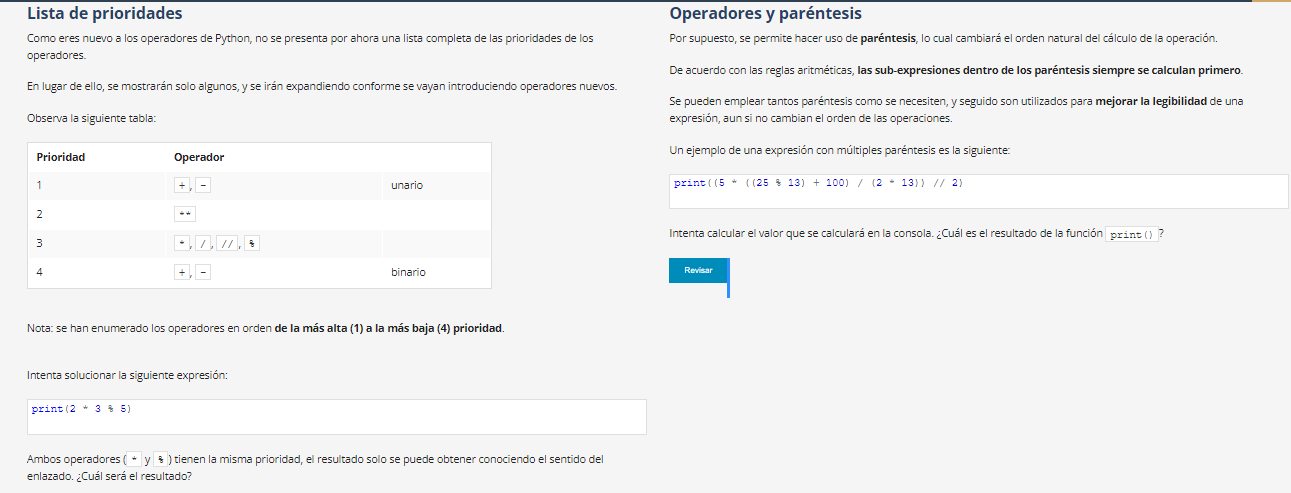 Lista de prioridades
Como eres nuevo a los operadores de Python, no se presenta por ahora una lista completa de las prioridades de los
operadores.
En lugar de ello, se mostrarán solo algunos, y se irán expandiendo conforme se vayan introduciendo operadores nuevos.
Observa la siguiente tabla:
Prioridad Operador
1 +, - unario
2 **
3 *, /, //, %
4 +, - binario
Nota: se han enumerado los operadores en orden de la más alta (1) a la más baja (4) prioridad.
Intenta solucionar la siguiente expresión:
print(2 * 3 % 5)
Ambos operadores ( * y % ) tienen la misma prioridad, el resultado solo se puede obtener conociendo el sentido del
enlazado. ¿Cuál será el resultado?
Operadores y paréntesis
Por supuesto, se permite hacer uso de paréntesis, lo cual cambiará el orden natural del cálculo de la operación.
De acuerdo con las reglas aritméticas, las sub-expresiones dentro de los paréntesis siempre se calculan primero.
Se pueden emplear tantos paréntesis como se necesiten, y seguido son utilizados para mejorar la legibilidad de una
expresión, aun si no cambian el orden de las operaciones.
Un ejemplo de una expresión con múltiples paréntesis es la siguiente:
print((5 * ((25 % 13) + 100) / (2 * 13)) // 2)
Intenta calcular el valor que se calculará en la consola. ¿Cuál es el resultado de la función print() ?
Revisar